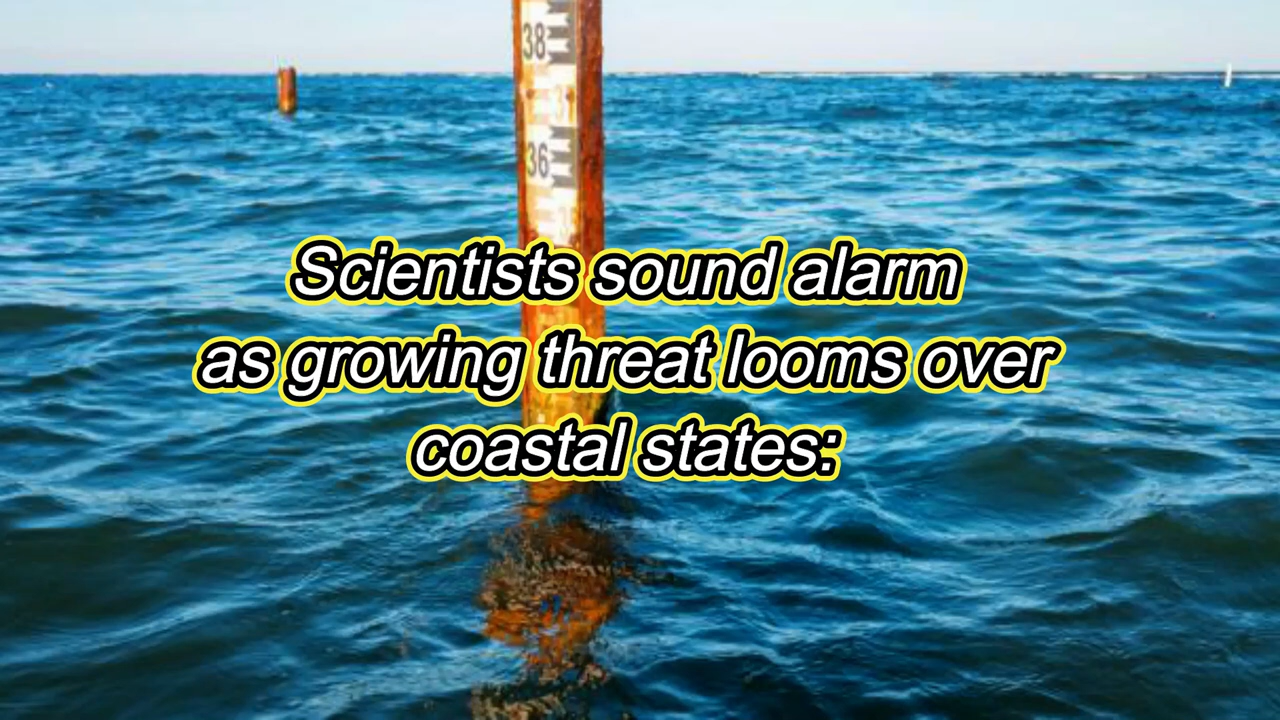 38
36
Scientists sound alarm
as growing threat looms over
coastal states: